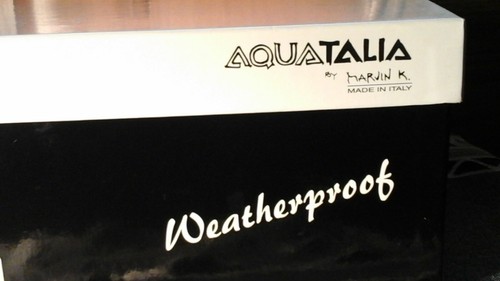 AQUATALIA
BY MARVIN K.
MADE IN ITALY
Weatherproof